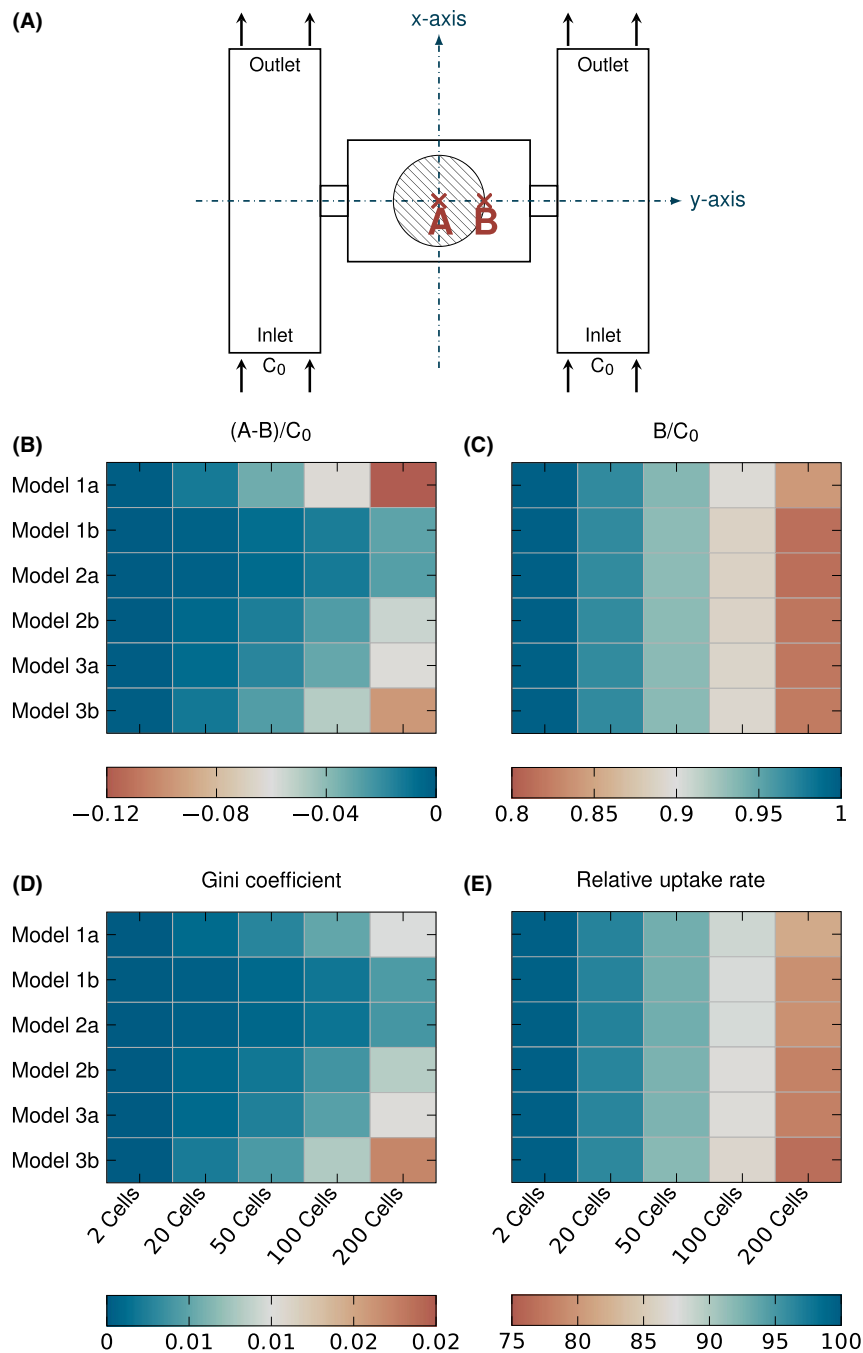 (A)
x-axis
Outlet
Outlet
y-axis
A
B
Inlet
Inlet
C0
C0
(B)
(A-B)/C0
(C)
B/C0
Model 1a
Model 1b
Model 2a
Model 2b
Model 3a
Model 3b
−0.12 −0.08 −0.04 0
0.8 0.85 0.9 0.95 1
(D)
Gini coefficient
(E)
Relative uptake rate
Model 1a
Model 1b
Model 2a
Model 2b
Model 3a
Model 3b
2 Cells
20 Cells
50 Cells
100 Cells
200 Cells
2 Cells
20 Cells
50 Cells
100 Cells
200 Cells
0 0.01 0.01 0.02 0.02
75 80 85 90 95 100